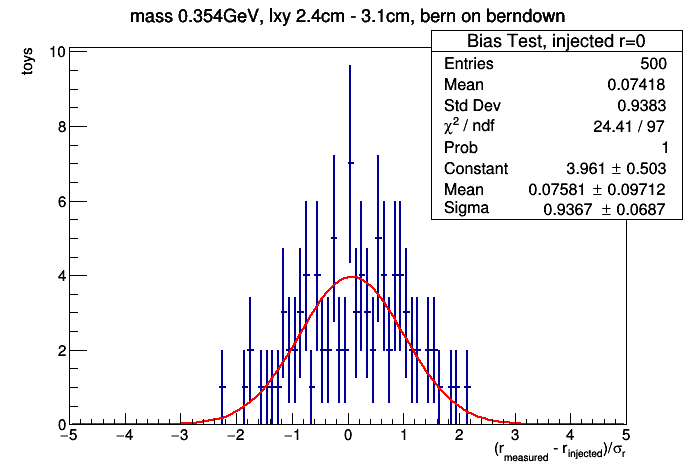 mass 0.354GeV, lxy 2.4cm - 3.1cm, bern on berndown
Bias Test, injected r=0
Entries 500
Mean 0.07418
Std Dev 0.9383
χ² / ndf 24.41 / 97
Prob 1
Constant 3.961 ± 0.503
Mean 0.07581 ± 0.09712
Sigma 0.9367 ± 0.0687
toys
10
8
6
4
2
0
−5 −4 −3 −2 −1 0 1 2 3 4 5
(r_measured - r_injected)/σ_r